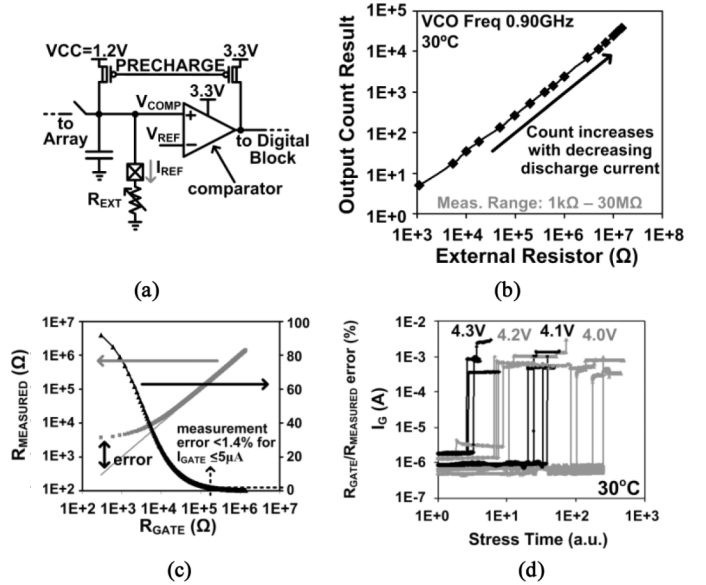 VCC=1.2V
3.3V
PRECHARGE
3.3V
VCOMP
VREF
to
Array
to Digital
Block
IREF
REXT
comparator
(a)
Output Count Result
1E+5
1E+4
1E+3
1E+2
1E+1
1E+0
VCO Freq 0.90GHz
30ºC
Count increases
with decreasing
discharge current
Meas. Range: 1kΩ – 30MΩ
1E+3 1E+4 1E+5 1E+6 1E+7 1E+8
External Resistor (Ω)
(b)
RMEASURED (Ω)
1E+7
1E+6
1E+5
1E+4
1E+3
1E+2
error
measurement
error <1.4% for
IGATE ≤5µA
100
80
60
40
20
0
RGATE/RMEASURED error (%)
1E+2 1E+3 1E+4 1E+5 1E+6 1E+7
RGATE (Ω)
(c)
IG (A)
1E-2
1E-3
1E-4
1E-5
1E-6
1E-7
4.3V 4.2V 4.1V 4.0V
30°C
1E+0 1E+1 1E+2 1E+3
Stress Time (a.u.)
(d)